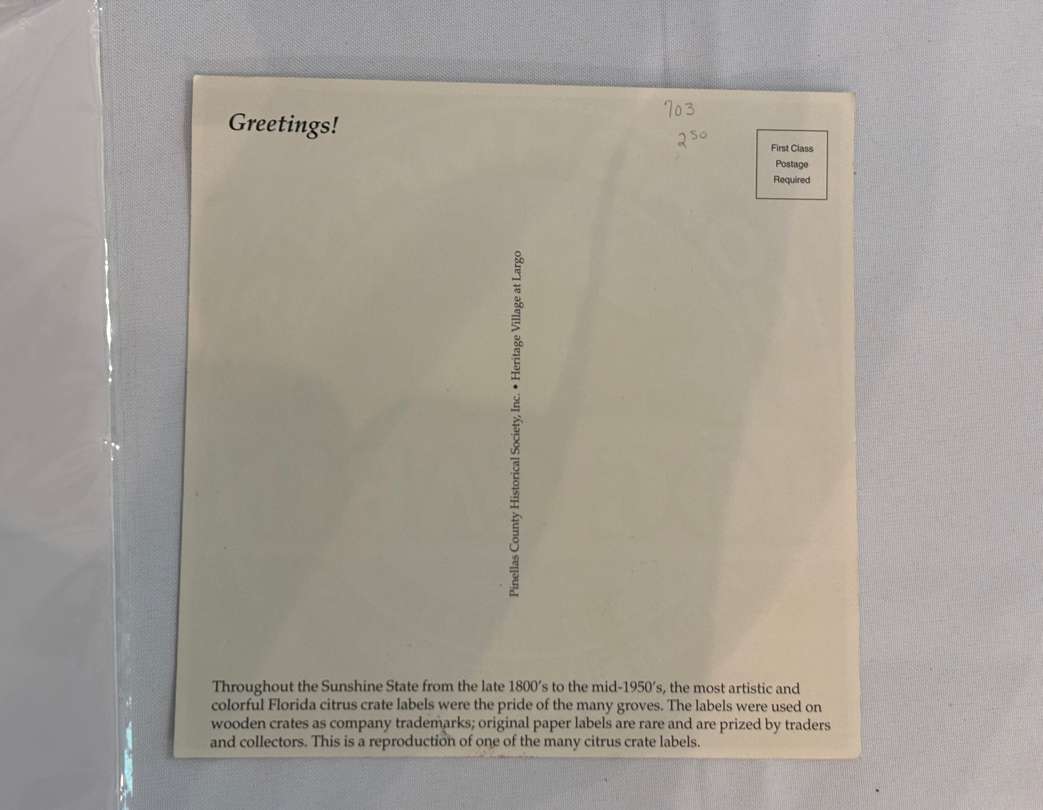 Greetings!
703
2 50
First Class
Postage
Required
Pinellas County Historical Society, Inc. • Heritage Village at Largo
Throughout the Sunshine State from the late 1800's to the mid-1950's, the most artistic and
colorful Florida citrus crate labels were the pride of the many groves. The labels were used on
wooden crates as company trademarks; original paper labels are rare and are prized by traders
and collectors. This is a reproduction of one of the many citrus crate labels.